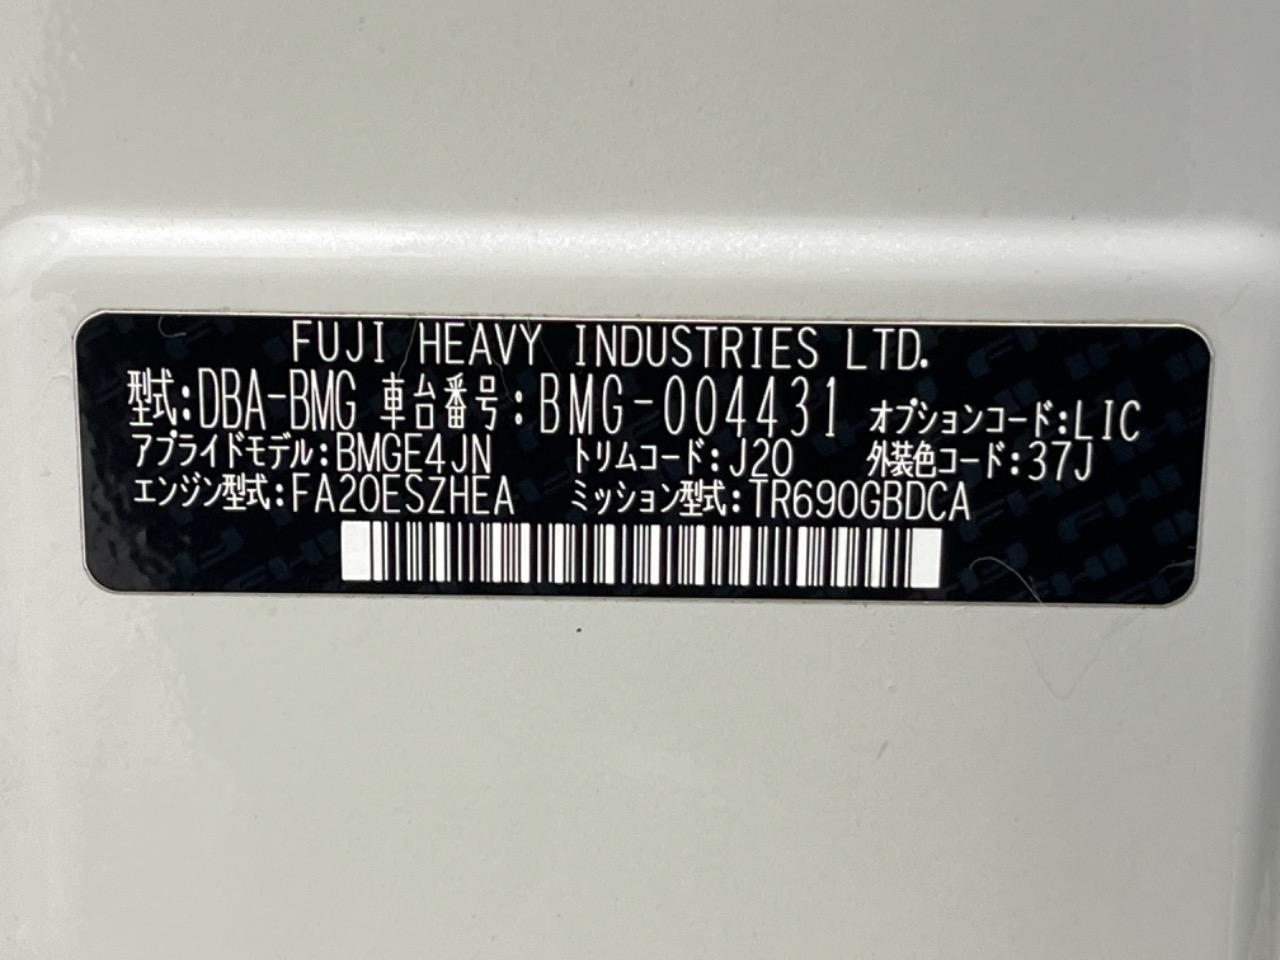 FUJI HEAVY INDUSTRIES LTD.
型式:DBA-BMG 車台番号:BMG-004431 オプションコード:LIC
アプライドモデル:BMGE4JN トリムコード:J20 外装色コード:37J
エンジン型式:FA20ESZHEA ミッション型式:TR690GBDCA